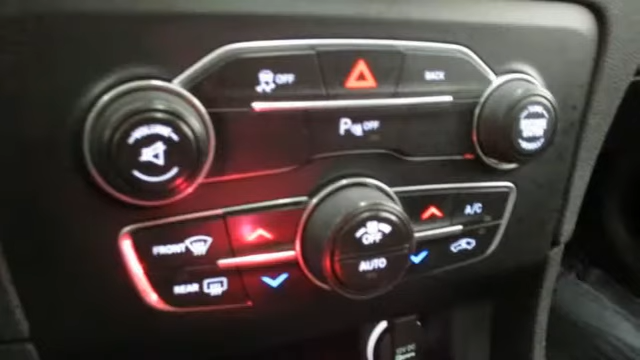 OFF
BACK
VOLUME
P OFF
A/C
OFF
FRONT
AUTO
REAR